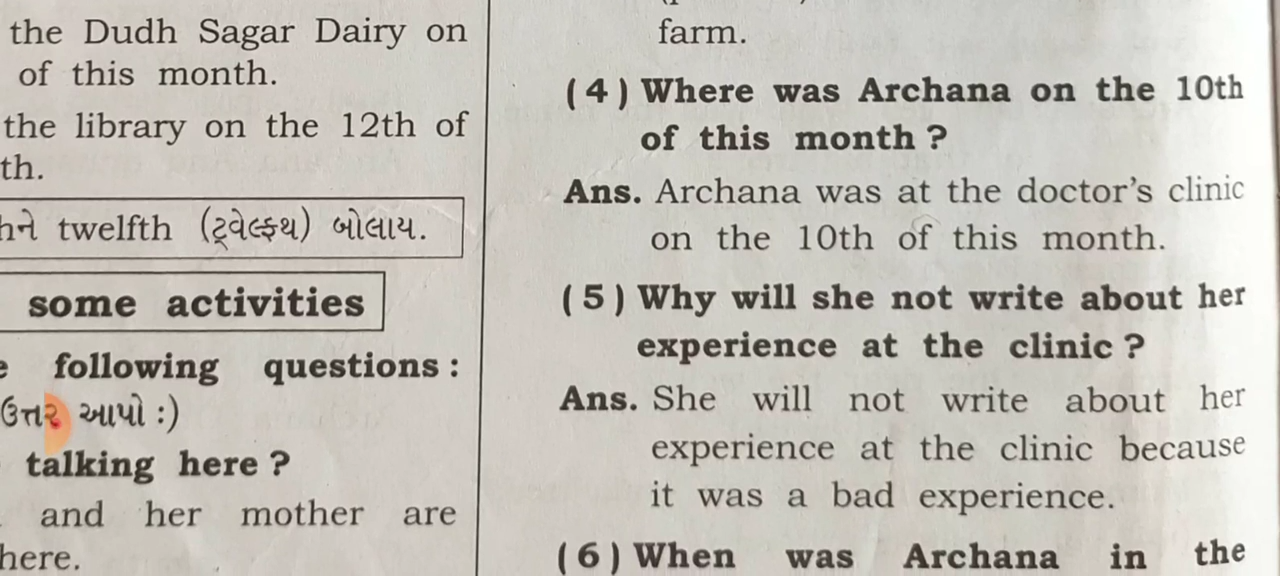 the Dudh Sagar Dairy on
of this month.
the library on the 12th of
th.
twelfth (ટ્વેલ્ફથ) બોલાય.
some activities
following questions :
ઉત્તર આપો :)
talking here ?
and her mother are
here.
farm.
(4) Where was Archana on the 10th
of this month ?
Ans. Archana was at the doctor's clinic
on the 10th of this month.
(5) Why will she not write about her
experience at the clinic ?
Ans. She will not write about her
experience at the clinic because
it was a bad experience.
(6) When was Archana in the